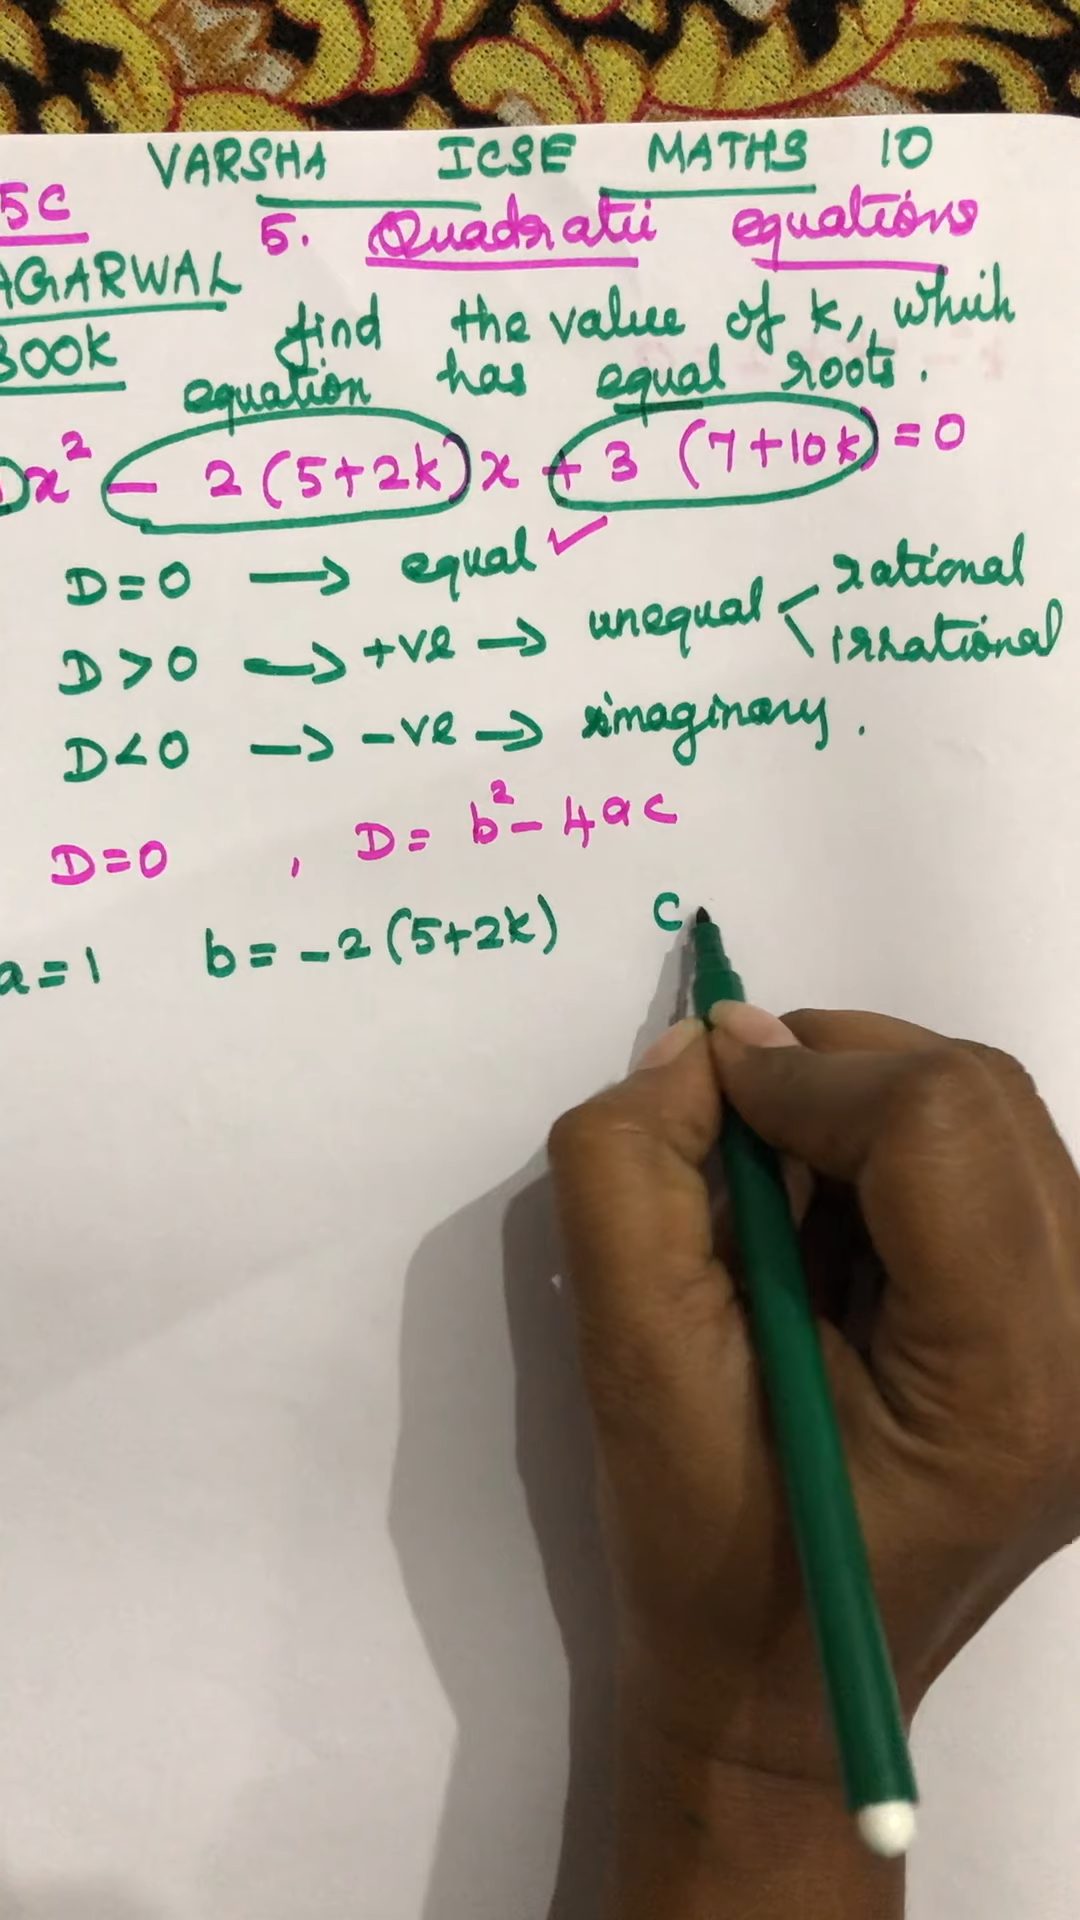 VARSHA ICSE MATHS 10
5C 5. Quadratic equations
AGARWAL
BOOK find the value of k, which
equation has equal roots.
x² - 2(5+2k)x + 3(7+10k)=0
D=0 → equal ✓
D>0 → +ve → unequal < rational
irrational
D<0 → -ve → imaginary.
D=0 , D= b²-4ac
a=1 b= -2(5+2k) c